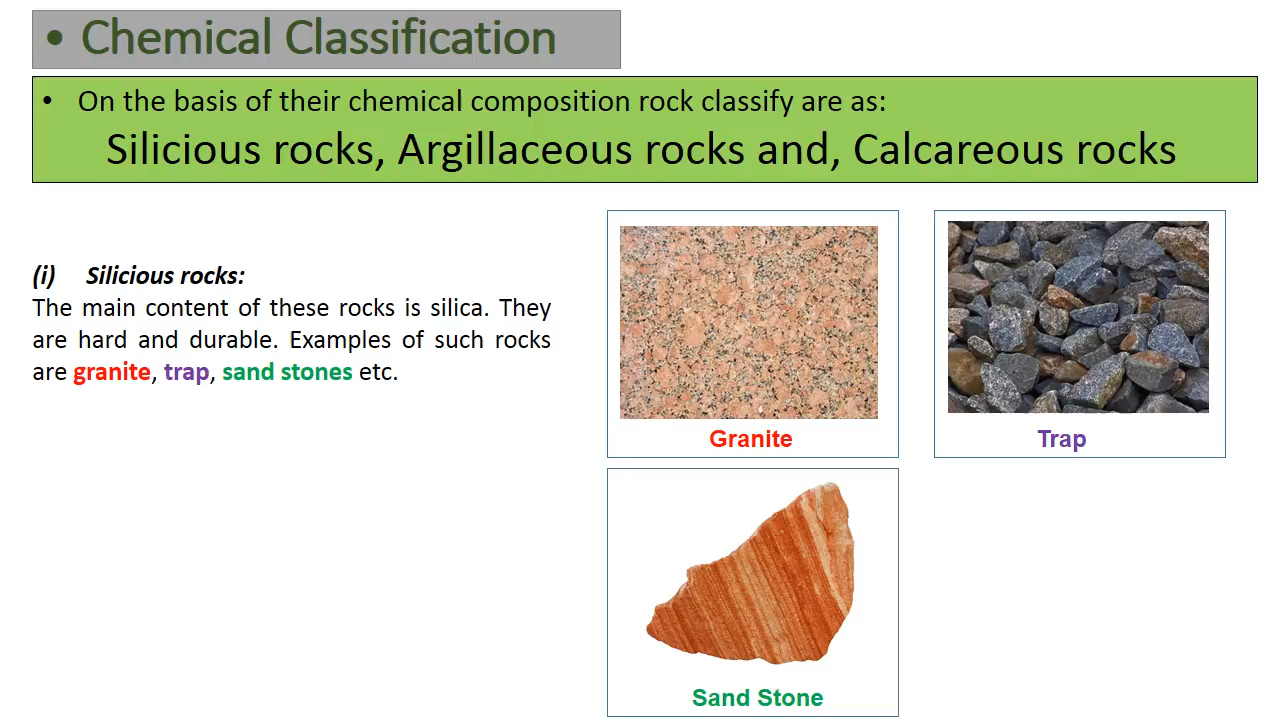 • Chemical Classification
• On the basis of their chemical composition rock classify are as:
Silicious rocks, Argillaceous rocks and, Calcareous rocks
(i) Silicious rocks:
The main content of these rocks is silica. They
are hard and durable. Examples of such rocks
are granite, trap, sand stones etc.
Granite
Trap
Sand Stone